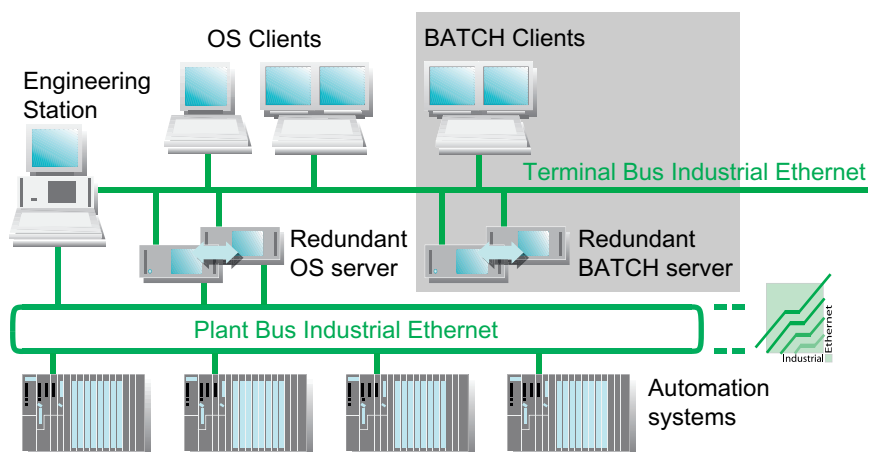 OS Clients
BATCH Clients
Engineering
Station
Terminal Bus Industrial Ethernet
Redundant
OS server
Redundant
BATCH server
Plant Bus Industrial Ethernet
Industrial
Ethernet
Automation
systems